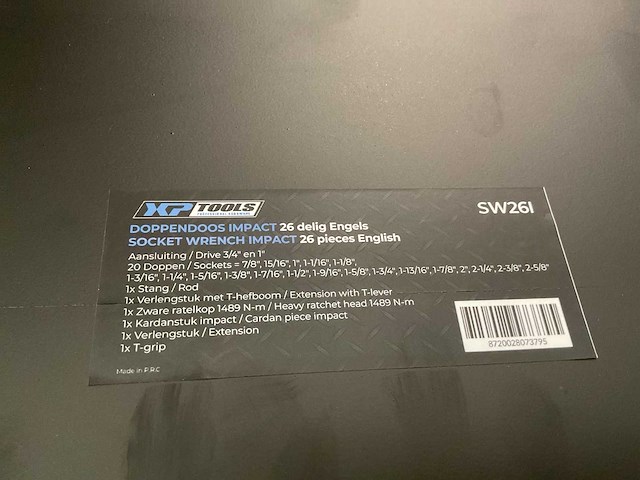 XP TOOLS
PROFESSIONAL HARDWARE
SW26I
DOPPENDOOS IMPACT 26 delig Engels
SOCKET WRENCH IMPACT 26 pieces English
Aansluiting / Drive 3/4" en 1"
20 Doppen / Sockets = 7/8", 15/16", 1", 1-1/16", 1-1/8",
1-3/16", 1-1/4", 1-5/16", 1-3/8", 1-7/16", 1-1/2", 1-9/16", 1-5/8", 1-3/4", 1-13/16", 1-7/8", 2", 2-1/4", 2-3/8", 2-5/8"
1x Stang / Rod
1x Verlengstuk met T-hefboom / Extension with T-lever
1x Zware ratelkop 1489 N-m / Heavy ratchet head 1489 N-m
1x Kardanstuk impact / Cardan piece impact
1x Verlengstuk / Extension
1x T-grip
Made in P.R.C
8720028073795